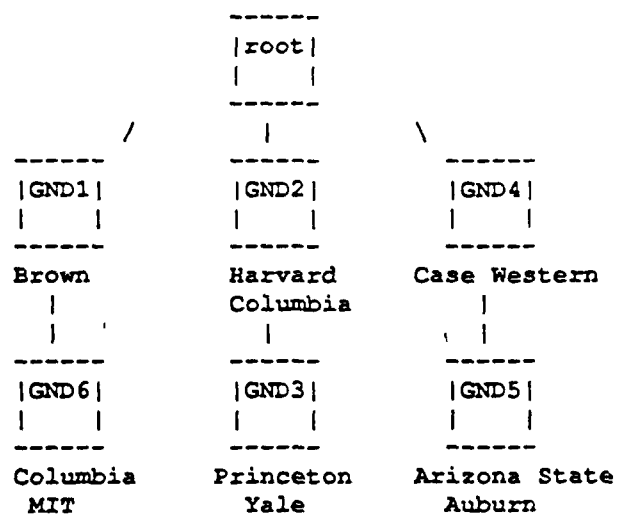 root
GND1 GND2 GND4
Brown Harvard Case Western
Columbia
GND6 GND3 GND5
Columbia Princeton Arizona State
MIT Yale Auburn